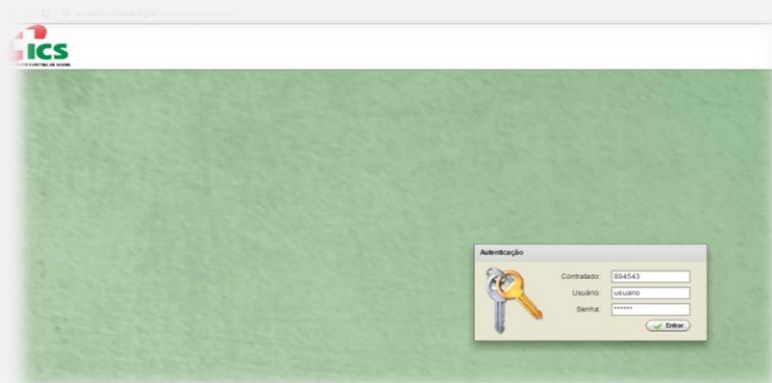 ICS
Autenticação
Contratado: 894543
Usuário: usuario
Senha: ******
Entrar